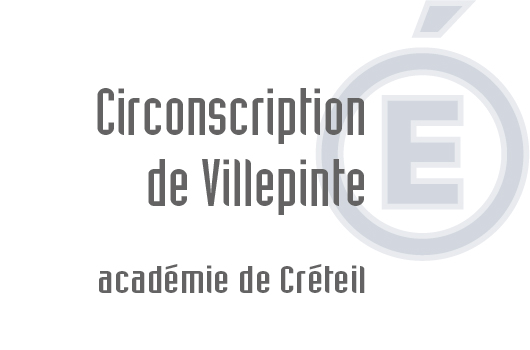 Circonscription
de Villepinte
académie de Créteil
É